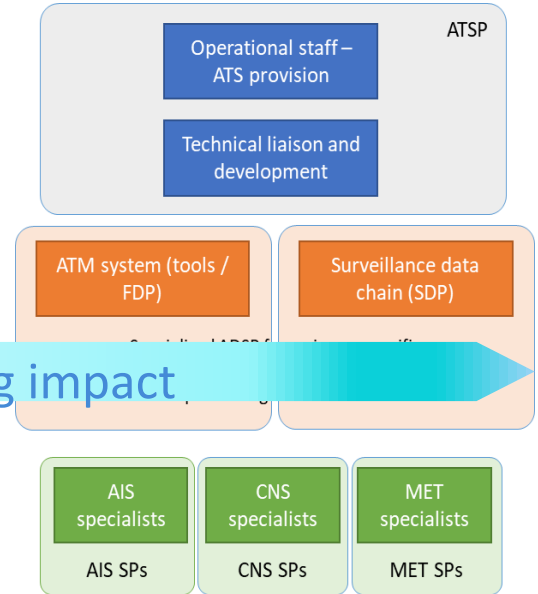 ATSP
Operational staff –
ATS provision
Technical liaison and
development
ATM system (tools /
FDP)
Surveillance data
chain (SDP)
g impact
AIS
specialists
CNS
specialists
MET
specialists
AIS SPs
CNS SPs
MET SPs